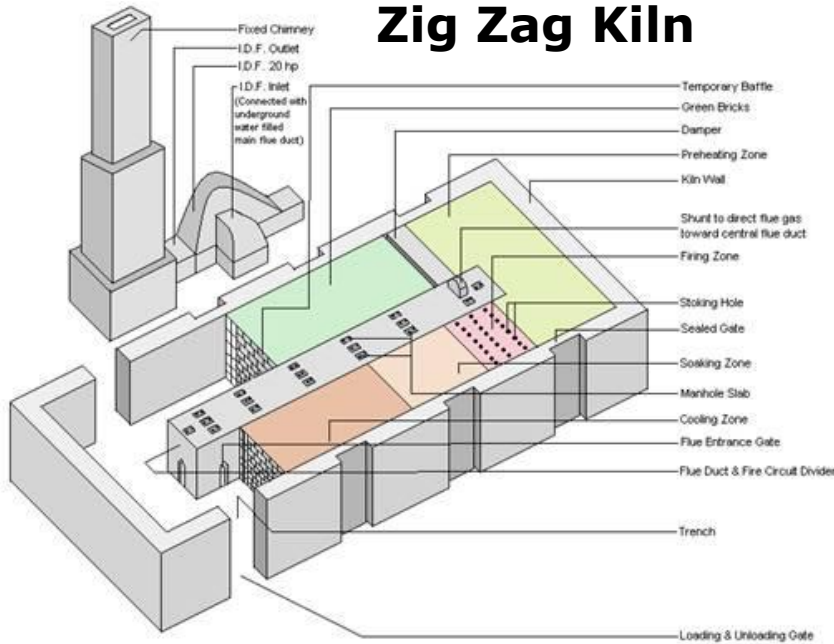 Zig Zag Kiln
Fixed Chimney
I.D.F. Outlet
I.D.F. 20 hp
I.D.F. Inlet
(Connected with
underground
water filled
main flue duct)
Temporary Baffle
Green Bricks
Damper
Preheating Zone
Kiln Wall
Shunt to direct flue gas
toward central flue duct
Firing Zone
Stoking Hole
Sealed Gate
Soaking Zone
Manhole Slab
Cooling Zone
Flue Entrance Gate
Flue Duct & Fire Circuit Divider
Trench
Loading & Unloading Gate